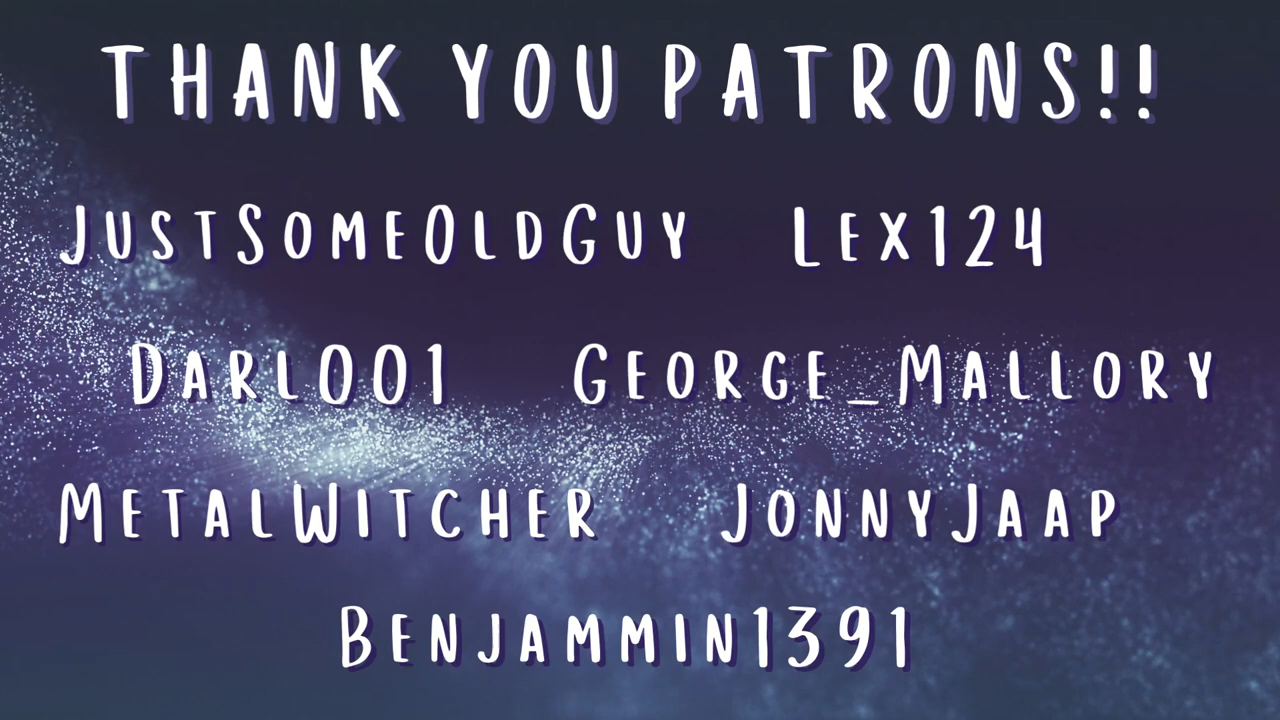 THANK YOU PATRONS!!
JustSomeOldGuy Lex124
Darl001 George_Mallory
MetalWitcher JonnyJaap
Benjammin1391